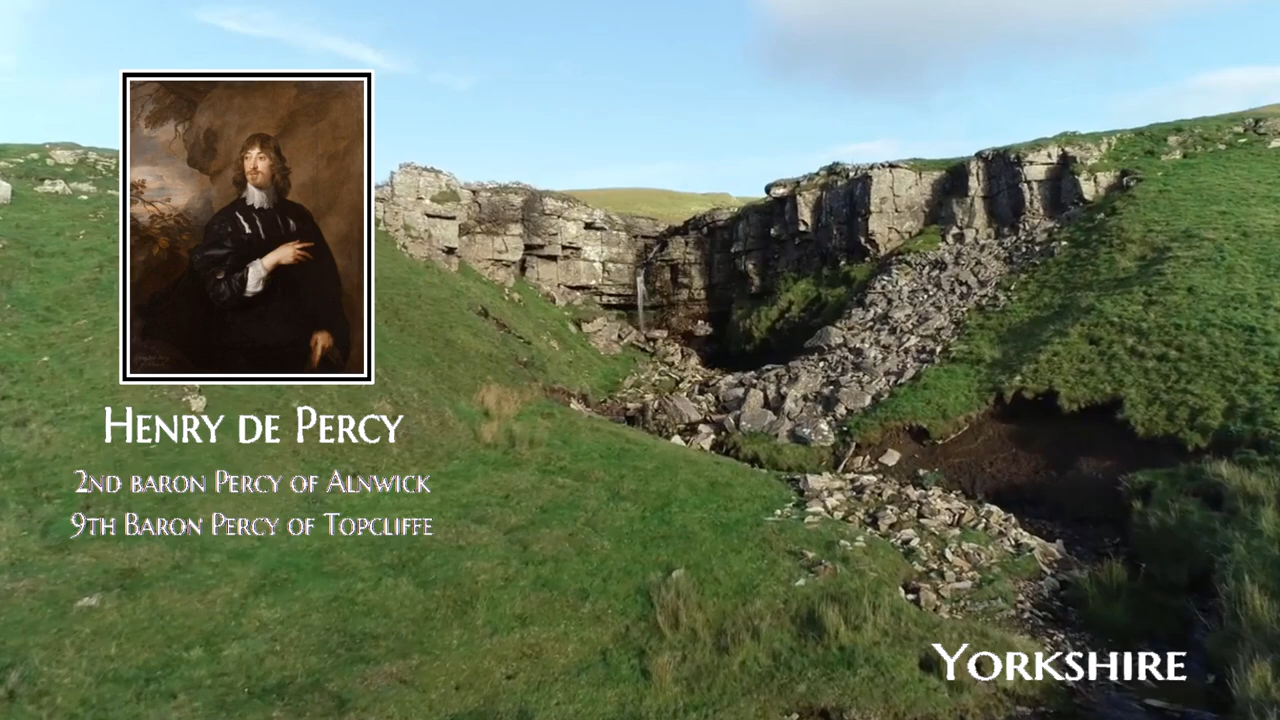 Henry de Percy
2nd baron Percy of Alnwick
9th Baron Percy of Topcliffe
Yorkshire